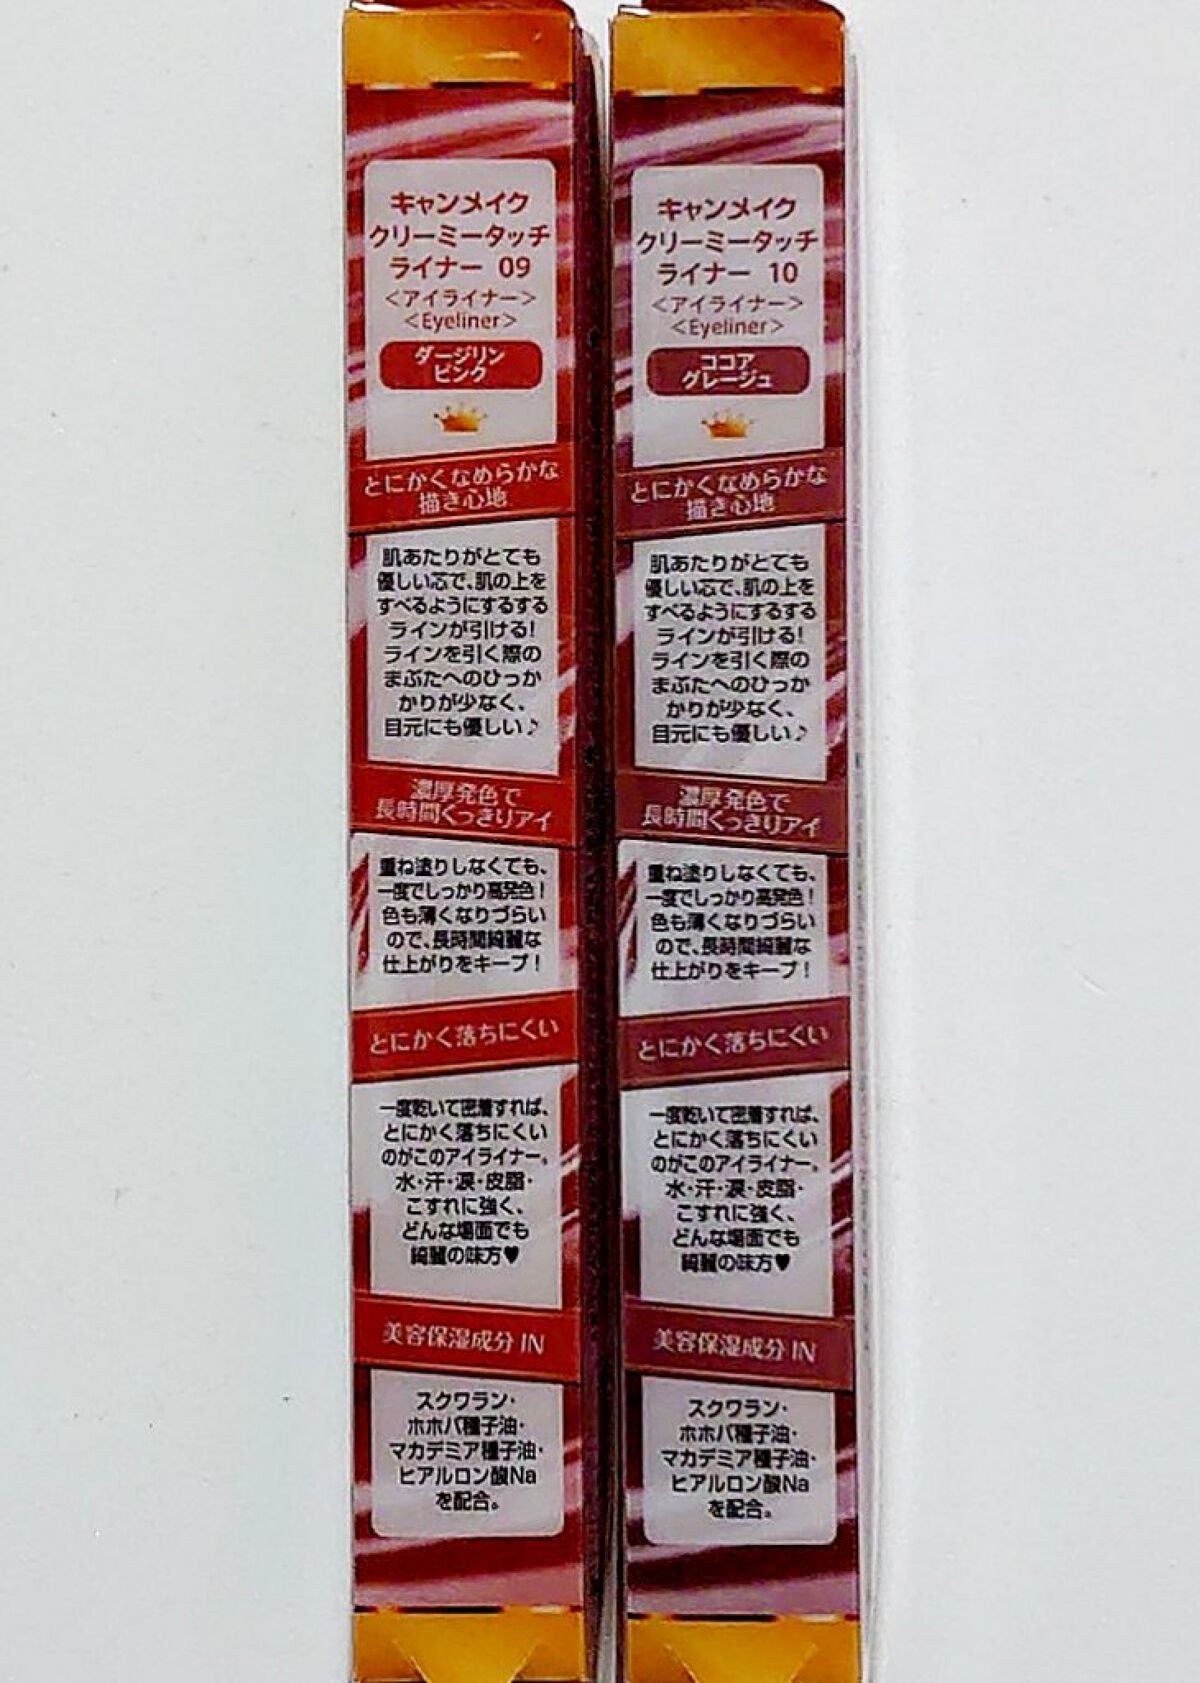 キャンメイク
クリーミータッチ
ライナー 09
＜アイライナー＞
＜Eyeliner＞
ダージリン
ピンク
とにかくなめらかな
描き心地
肌あたりがとても
優しい芯で、肌の上を
すべるようにするする
ラインが引ける!
ラインを引く際の
まぶたへのひっか
かりが少なく、
目元にも優しい♪
濃厚発色で
長時間くっきりアイ
重ね塗りしなくても、
一度でしっかり高発色！
色も薄くなりづらい
ので、長時間綺麗な
仕上がりをキープ！
とにかく落ちにくい
一度乾いて密着すれば、
とにかく落ちにくい
のがこのアイライナー。
水・汗・涙・皮脂・
こすれに強く、
どんな場面でも
綺麗の味方♥
美容保湿成分 IN
スクワラン・
ホホバ種子油・
マカデミア種子油・
ヒアルロン酸Na
を配合。
キャンメイク
クリーミータッチ
ライナー 10
＜アイライナー＞
＜Eyeliner＞
ココア
グレージュ
とにかくなめらかな
描き心地
肌あたりがとても
優しい芯で、肌の上を
すべるようにするする
ラインが引ける!
ラインを引く際の
まぶたへのひっか
かりが少なく、
目元にも優しい♪
濃厚発色で
長時間くっきりアイ
重ね塗りしなくても、
一度でしっかり高発色！
色も薄くなりづらい
ので、長時間綺麗な
仕上がりをキープ！
とにかく落ちにくい
一度乾いて密着すれば、
とにかく落ちにくい
のがこのアイライナー。
水・汗・涙・皮脂・
こすれに強く、
どんな場面でも
綺麗の味方♥
美容保湿成分 IN
スクワラン・
ホホバ種子油・
マカデミア種子油・
ヒアルロン酸Na
を配合。